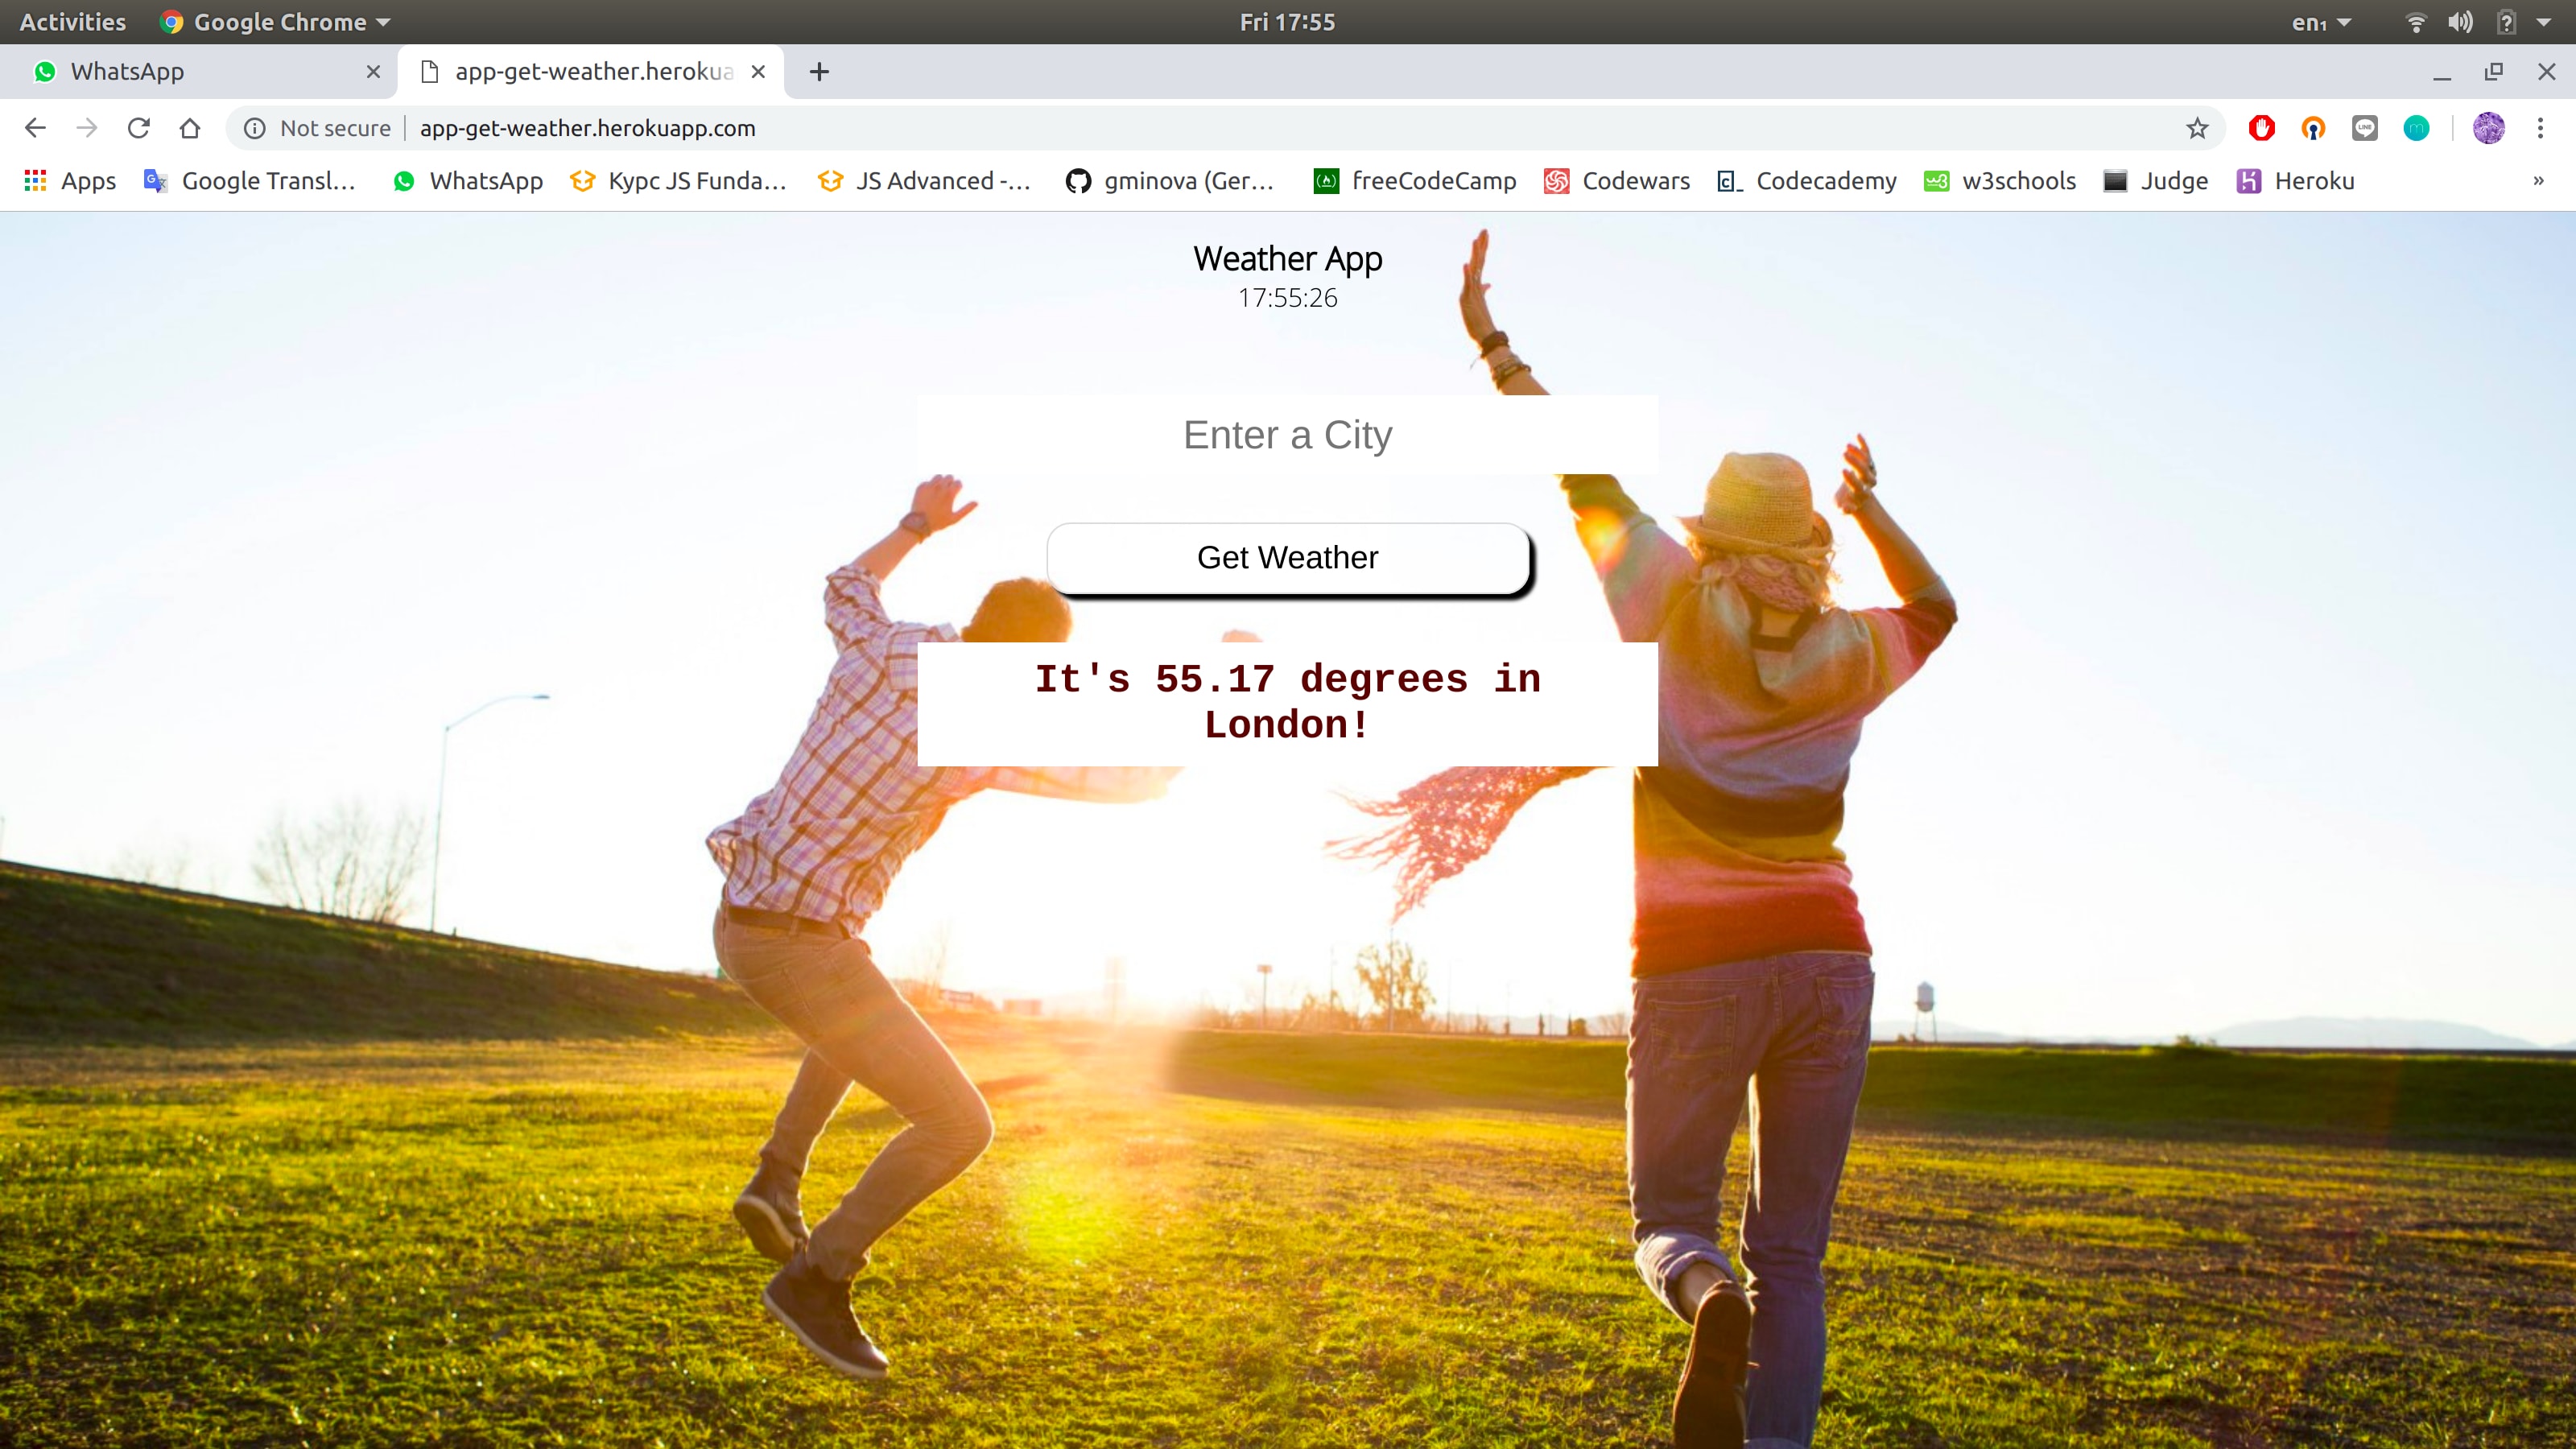 Activities Google Chrome Fri 17:55 en₁
WhatsApp app-get-weather.herokua
Not secure app-get-weather.herokuapp.com
Apps Google Transl... WhatsApp Курс JS Funda... JS Advanced -... gminova (Ger... freeCodeCamp Codewars Codecademy w3schools Judge Heroku »
Weather App
17:55:26
Enter a City
Get Weather
It's 55.17 degrees in
London!